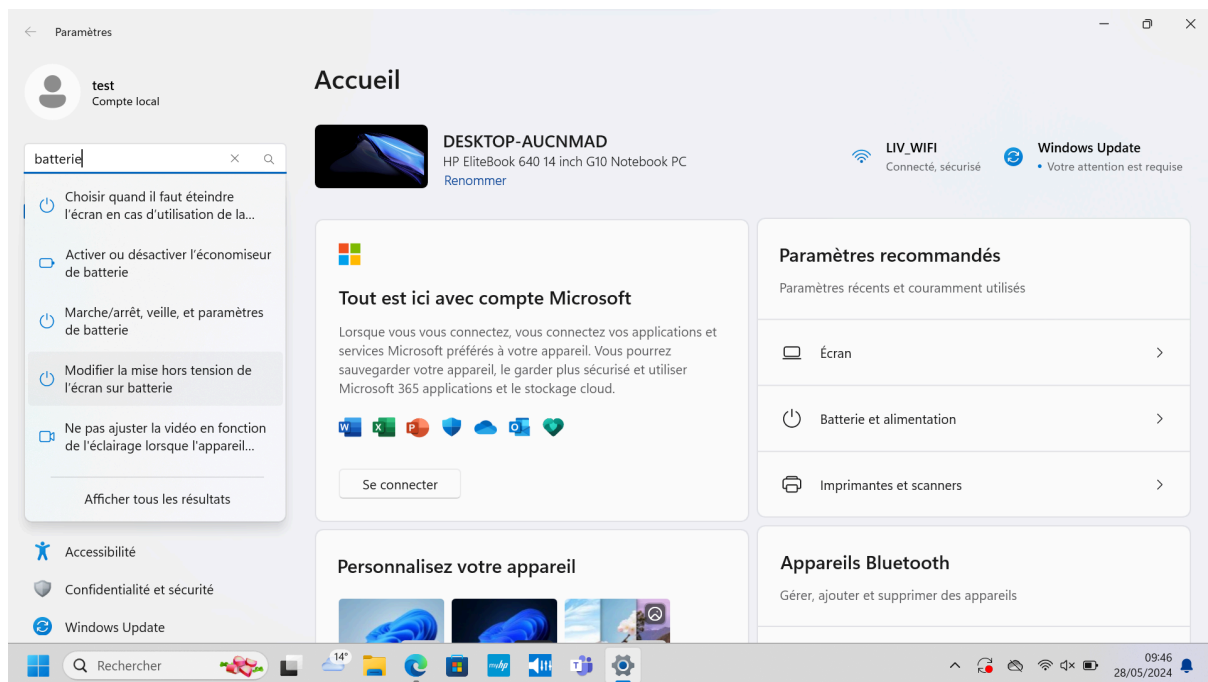 Paramètres
test
Compte local
batterie
Choisir quand il faut éteindre
l'écran en cas d'utilisation de la...
Activer ou désactiver l'économiseur
de batterie
Marche/arrêt, veille, et paramètres
de batterie
Modifier la mise hors tension de
l'écran sur batterie
Ne pas ajuster la vidéo en fonction
de l'éclairage lorsque l'appareil...
Afficher tous les résultats
Accessibilité
Confidentialité et sécurité
Windows Update
Accueil
DESKTOP-AUCNMAD
HP EliteBook 640 14 inch G10 Notebook PC
Renommer
LIV_WIFI
Connecté, sécurisé
Windows Update
• Votre attention est requise
Tout est ici avec compte Microsoft
Lorsque vous vous connectez, vous connectez vos applications et
services Microsoft préférés à votre appareil. Vous pourrez
sauvegarder votre appareil, le garder plus sécurisé et utiliser
Microsoft 365 applications et le stockage cloud.
Se connecter
Personnalisez votre appareil
Paramètres recommandés
Paramètres récents et couramment utilisés
Écran
Batterie et alimentation
Imprimantes et scanners
Appareils Bluetooth
Gérer, ajouter et supprimer des appareils
Rechercher
14°
myhp
09:46
28/05/2024